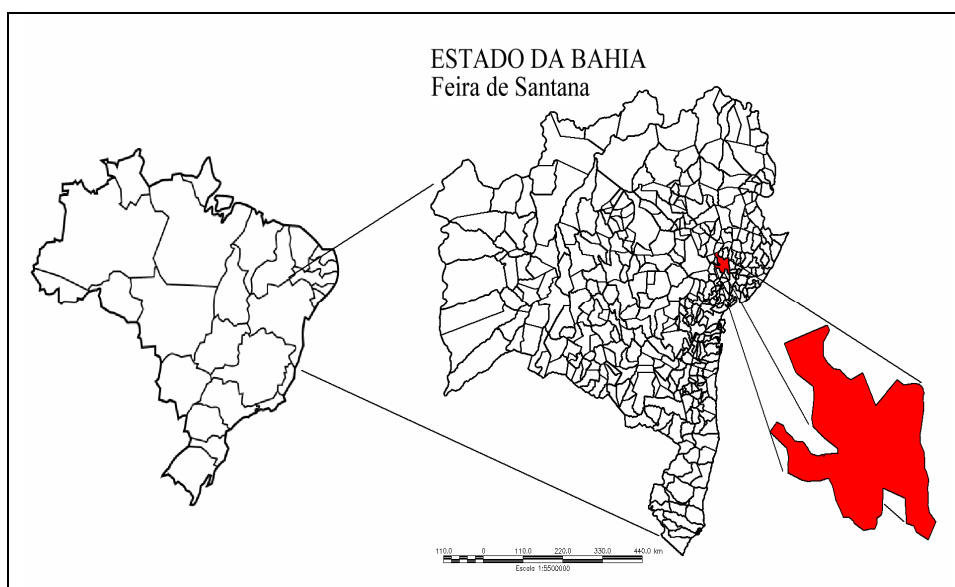 ESTADO DA BAHIA
Feira de Santana
110.0 0 110.0 220.0 330.0 440.0 km
Escala 1:5500000